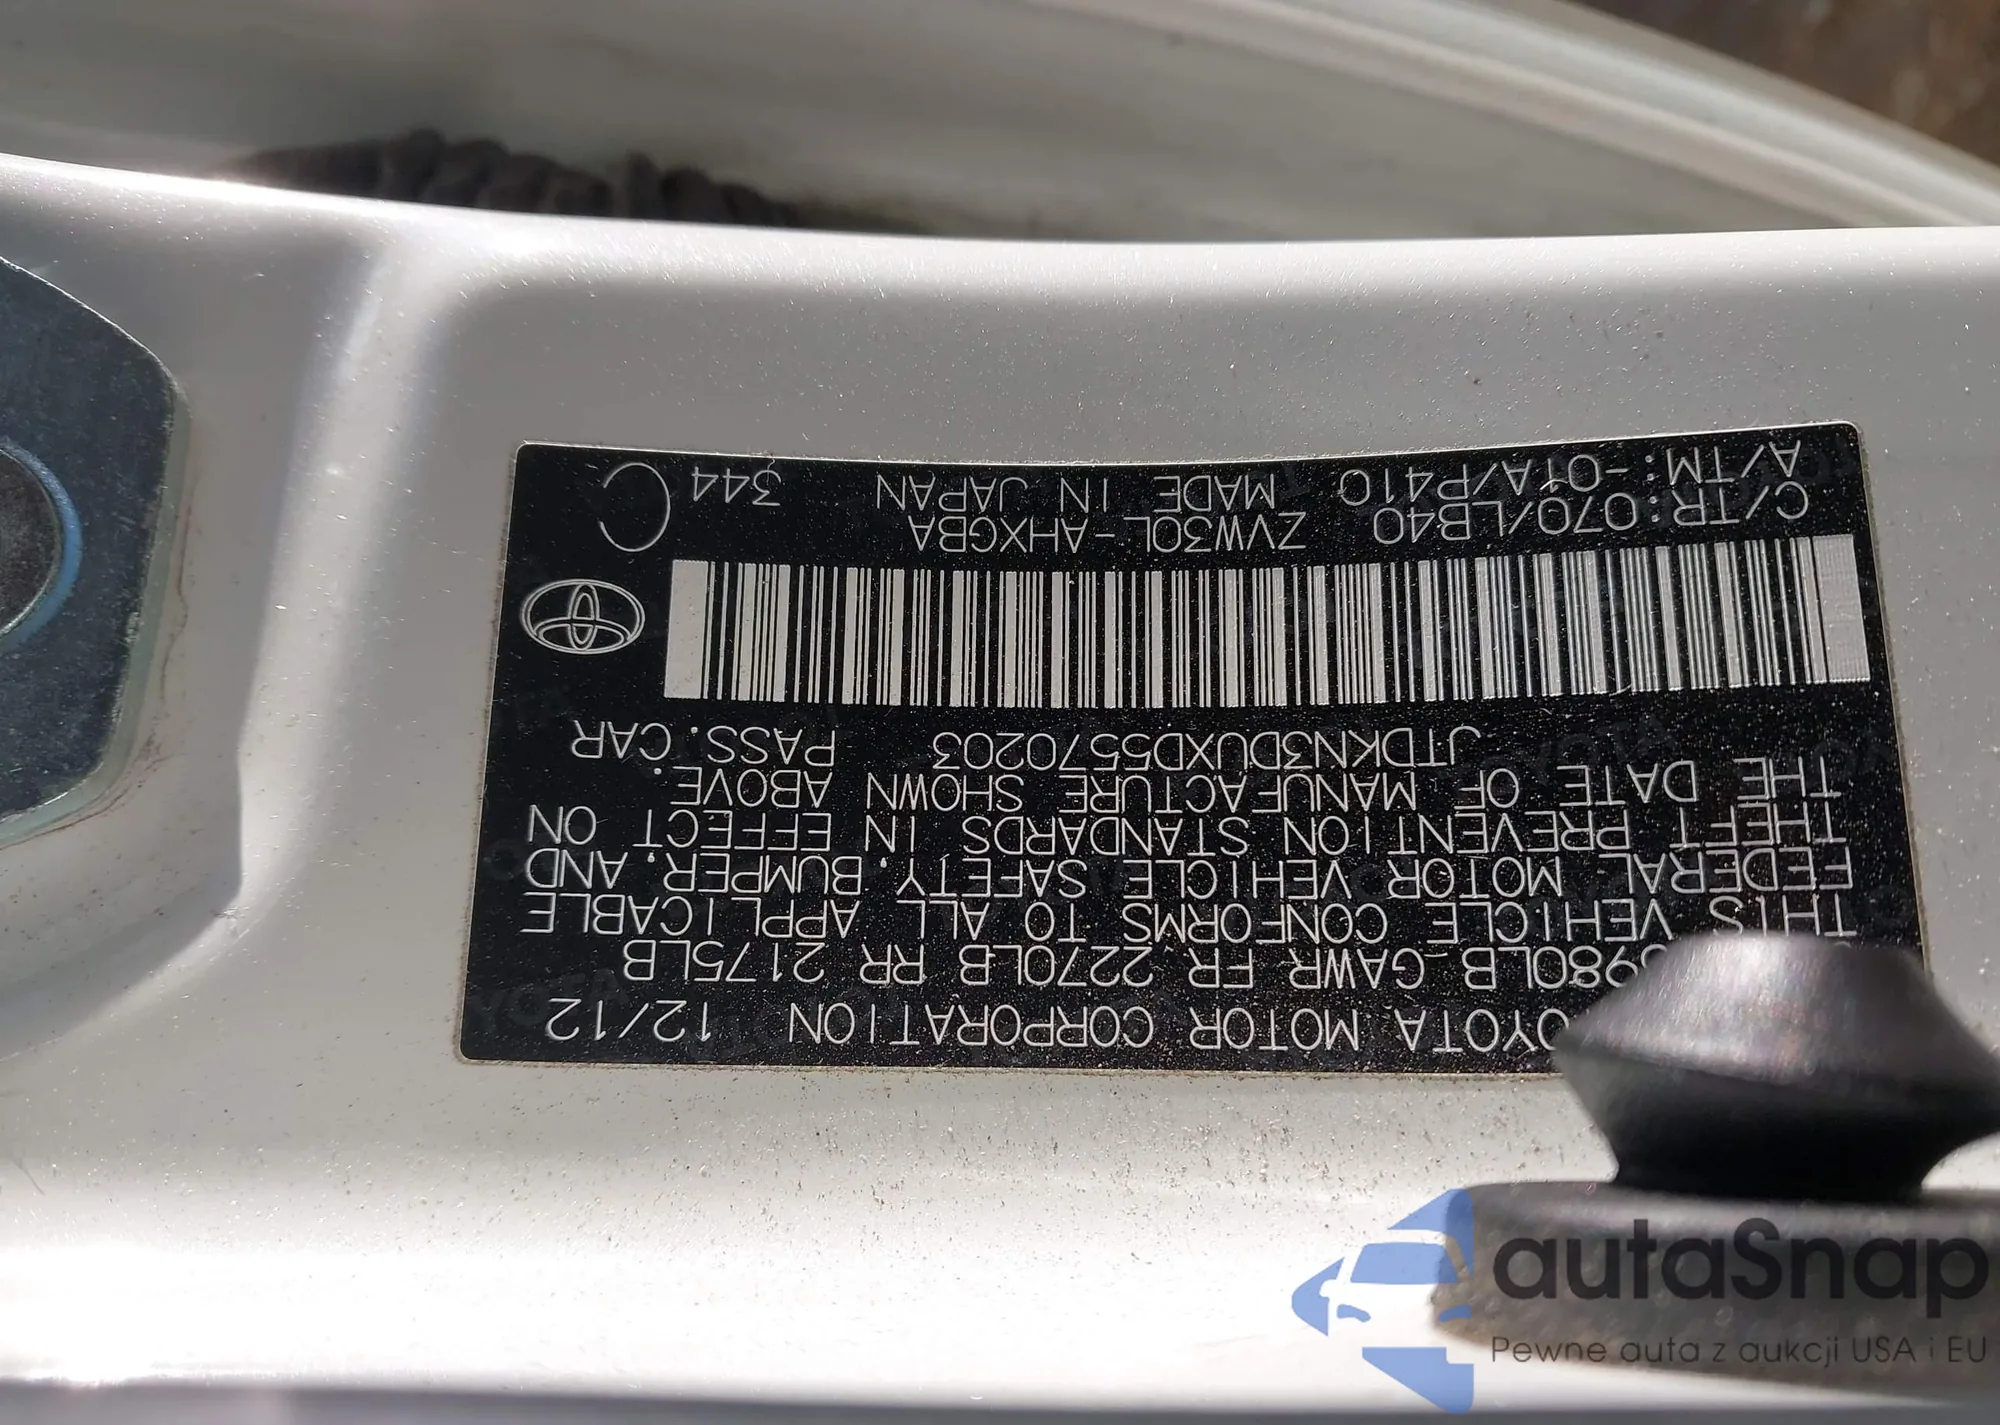 TOYOTA MOTOR CORPORATION 12/12
980LB GAWR FR 2270LB RR 2175LB
THIS VEHICLE CONFORMS TO ALL APPLICABLE
FEDERAL MOTOR VEHICLE SAFETY, BUMPER, AND
THEFT PREVENTION STANDARDS IN EFFECT ON
THE DATE OF MANUFACTURE SHOWN ABOVE.
JTDKN3DUXD5570203 PASS.CAR
C/TR:070/LB40 ZVW30L-AHXGBA
A/TM:-01A/P410 MADE IN JAPAN 344 C
autaSnap
Pewne auta z aukcji USA i EU